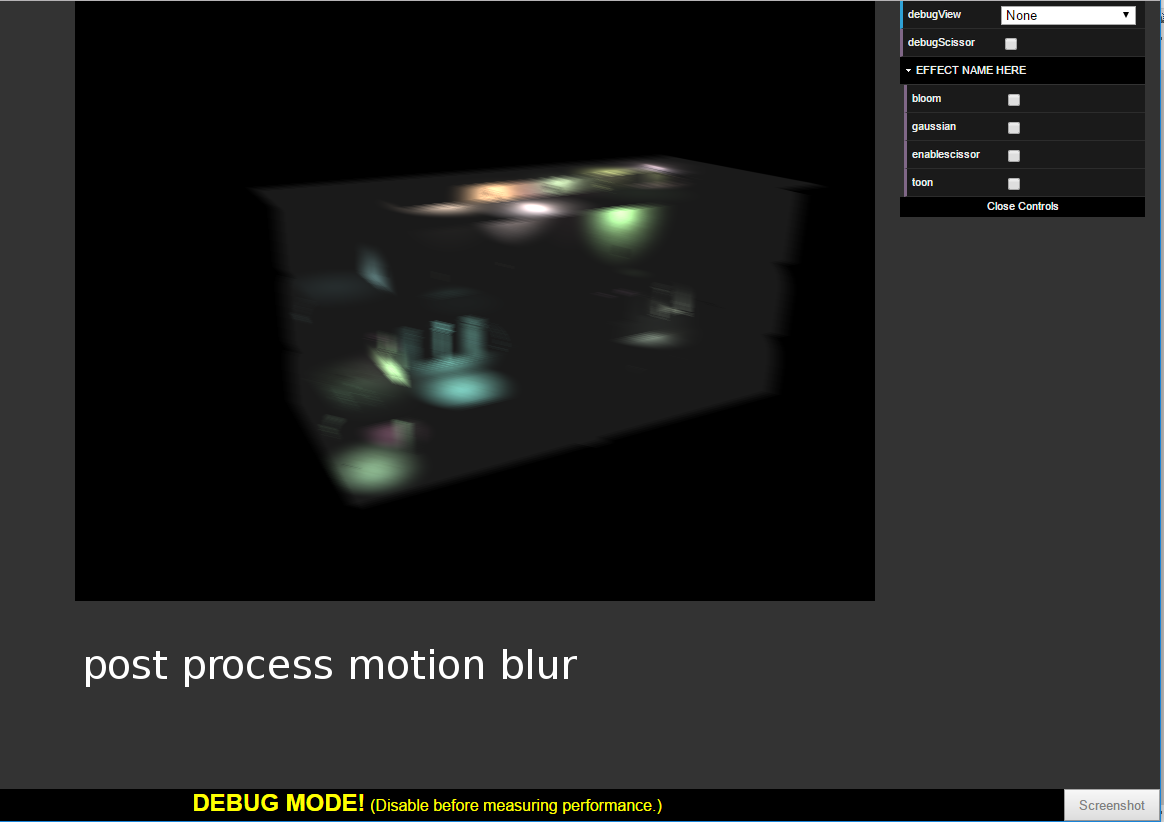 debugView None
debugScissor
EFFECT NAME HERE
bloom
gaussian
enablescissor
toon
Close Controls
post process motion blur
DEBUG MODE! (Disable before measuring performance.)
Screenshot